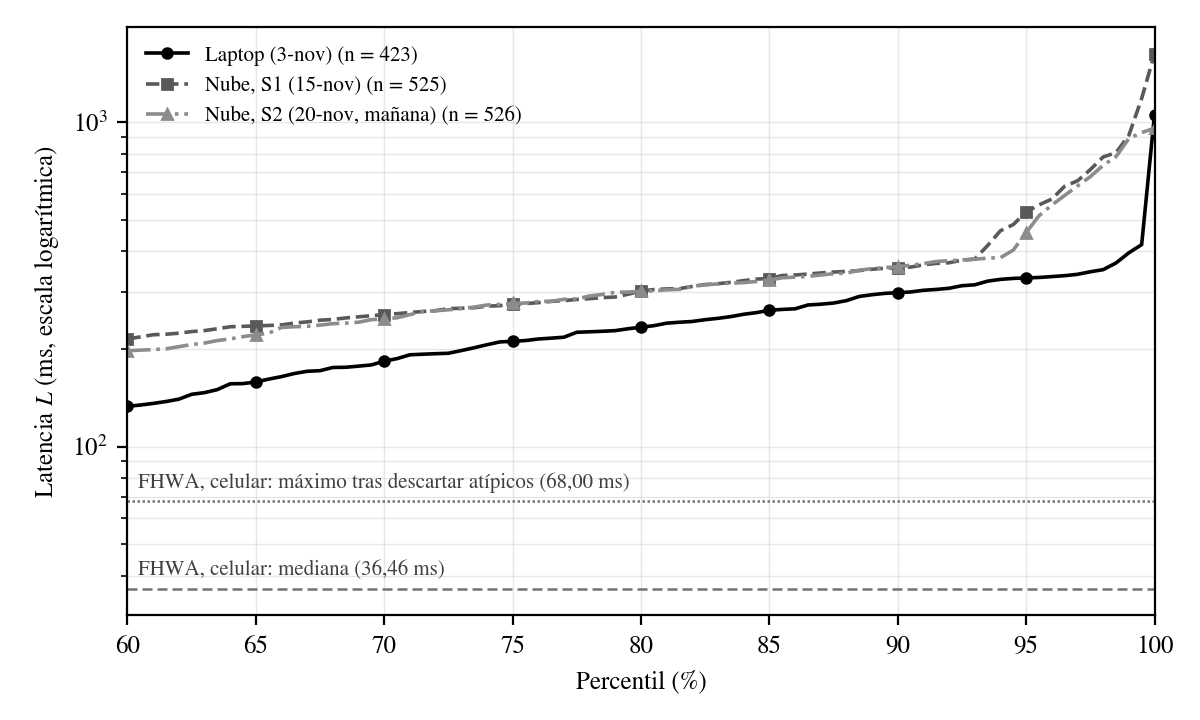 Laptop (3-nov) (n = 423)
Nube, S1 (15-nov) (n = 525)
Nube, S2 (20-nov, mañana) (n = 526)
10³
10²
Latencia L (ms, escala logarítmica)
FHWA, celular: máximo tras descartar atípicos (68,00 ms)
FHWA, celular: mediana (36,46 ms)
60 65 70 75 80 85 90 95 100
Percentil (%)